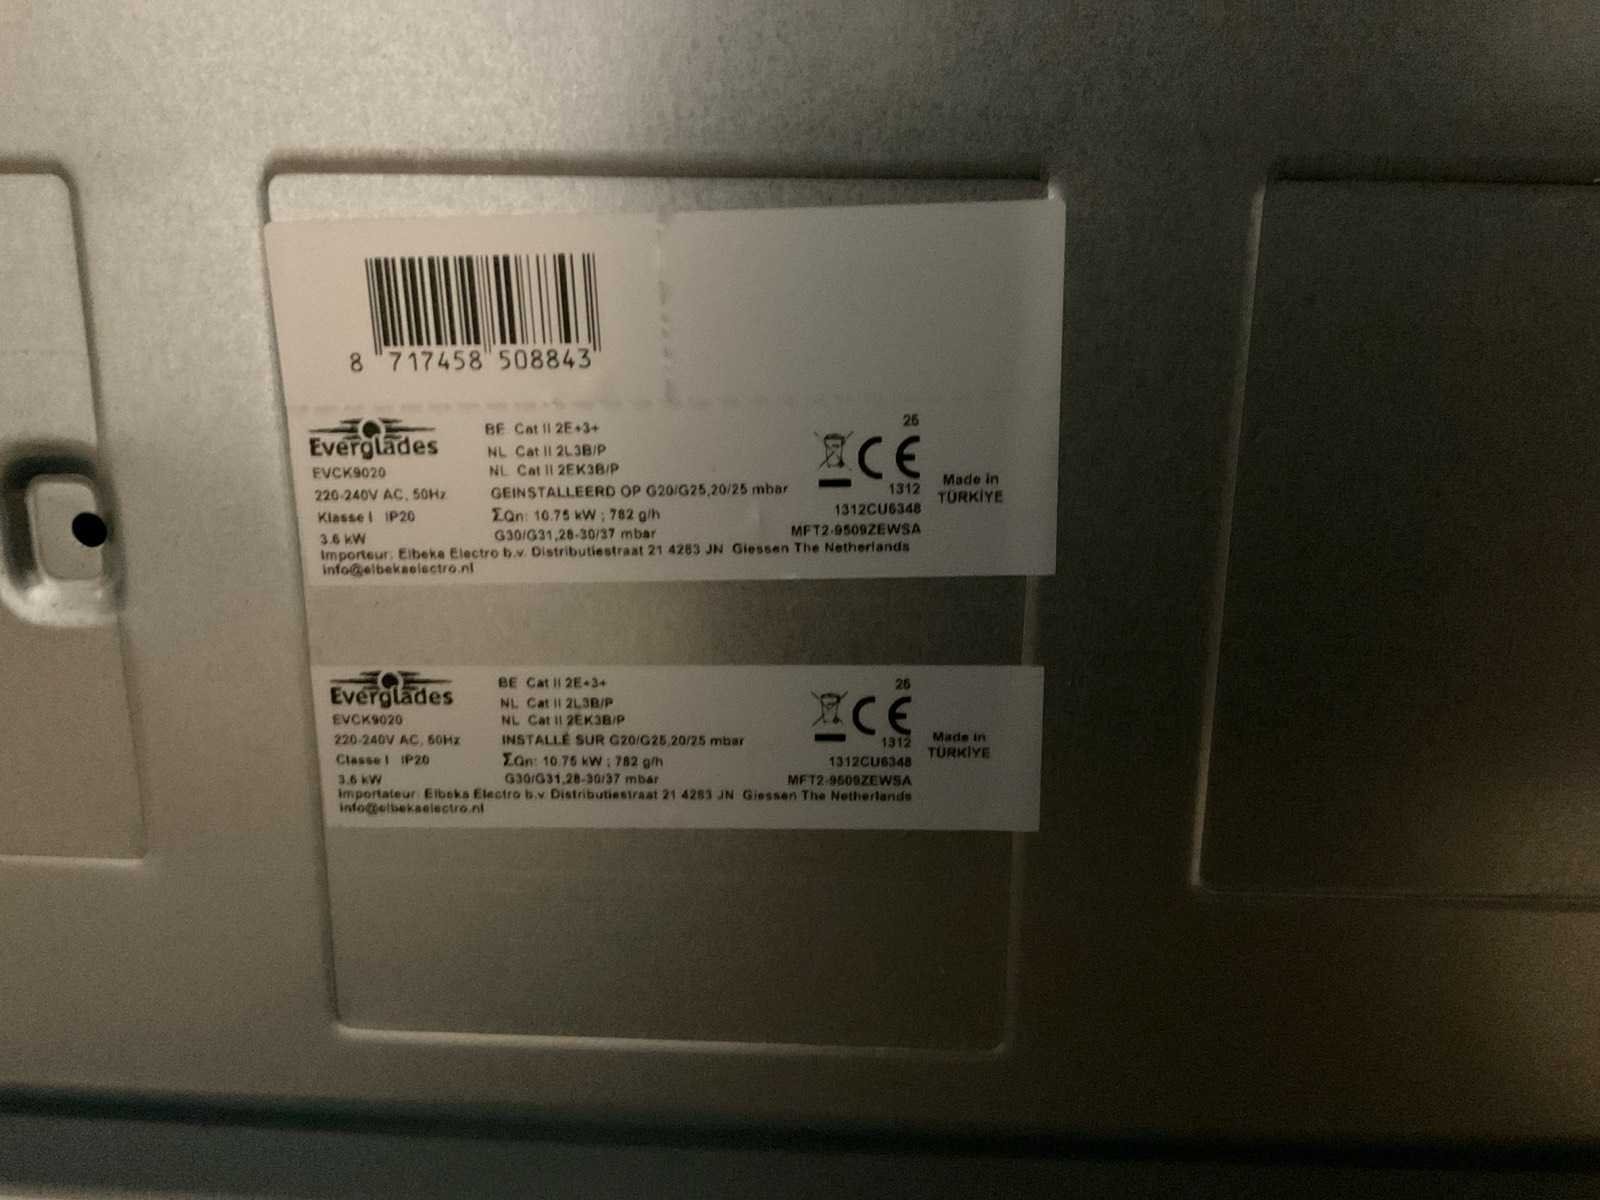 8 717458 508843
Everglades
EVCK9020
220-240V AC, 50Hz
Klasse I IP20
3.6 kW
BE Cat II 2E+3+
NL Cat II 2L3B/P
NL Cat II 2EK3B/P
GEINSTALLEERD OP G20/G25,20/25 mbar
ΣQn: 10.75 kW ; 782 g/h
G30/G31,28-30/37 mbar
25
CE
1312
1312CU6348
MFT2-9509ZEWSA
Made in
TÜRKİYE
Importeur: Elbeka Electro b.v. Distributiestraat 21 4283 JN Giessen The Netherlands
info@elbekaelectro.nl
Everglades
EVCK9020
220-240V AC, 50Hz
Classe I IP20
3.6 kW
BE Cat II 2E+3+
NL Cat II 2L3B/P
NL Cat II 2EK3B/P
INSTALLÉ SUR G20/G25,20/25 mbar
ΣQn: 10.75 kW ; 782 g/h
G30/G31,28-30/37 mbar
25
CE
1312
1312CU6348
MFT2-9509ZEWSA
Made in
TÜRKİYE
Importateur: Elbeka Electro b.v. Distributiestraat 21 4283 JN Giessen The Netherlands
info@elbekaelectro.nl